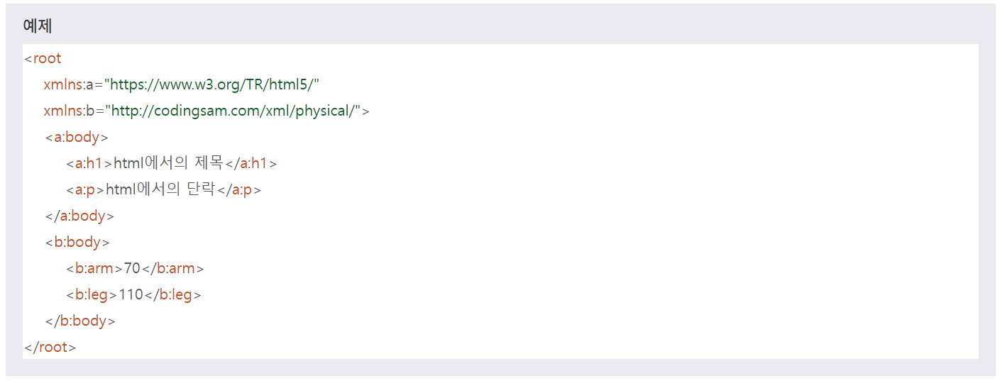 예제
<root
xmlns:a="https://www.w3.org/TR/html5/"
xmlns:b="http://codingsam.com/xml/physical/">
<a:body>
<a:h1>html에서의 제목</a:h1>
<a:p>html에서의 단락</a:p>
</a:body>
<b:body>
<b:arm>70</b:arm>
<b:leg>110</b:leg>
</b:body>
</root>